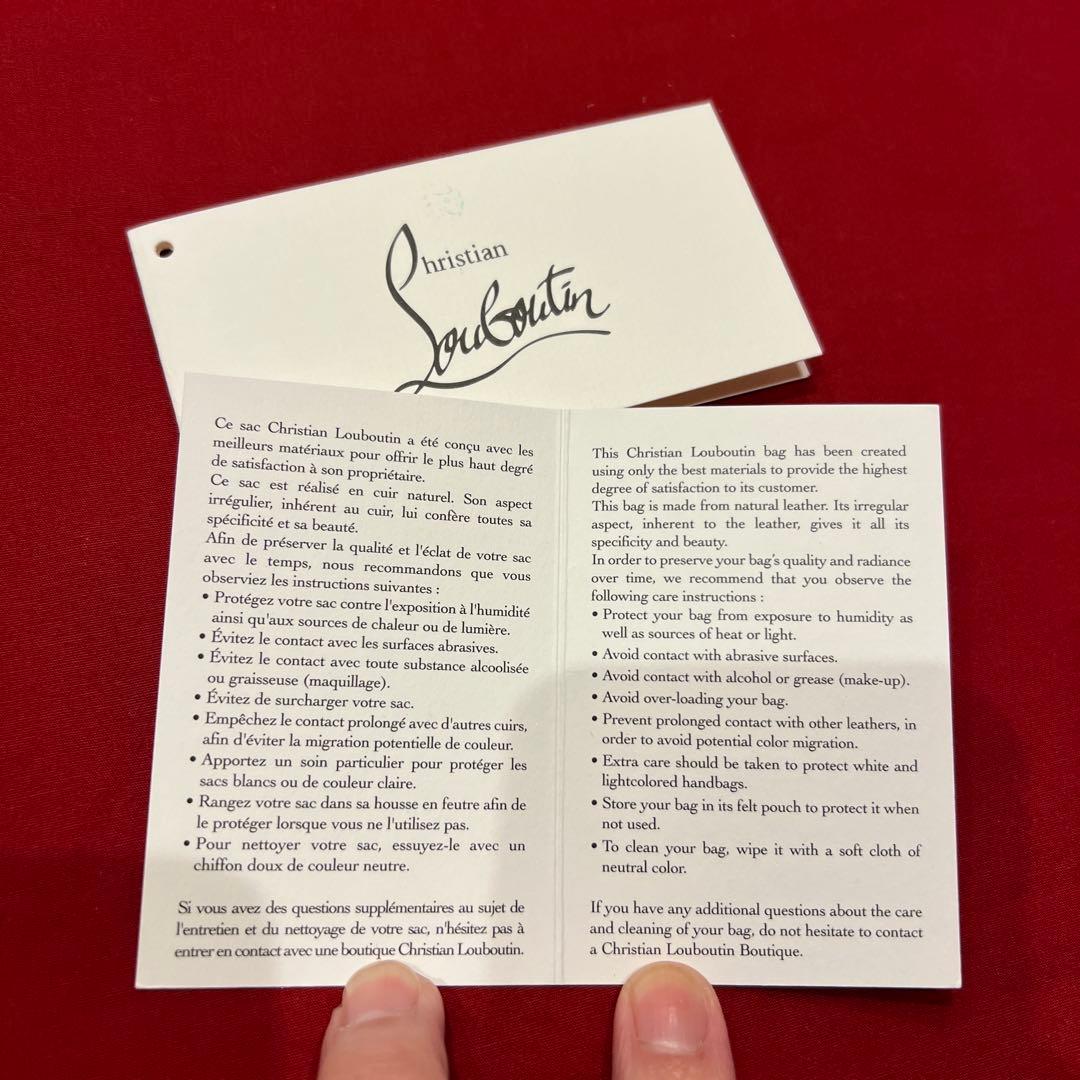 Christian
Louboutin
Ce sac Christian Louboutin a été conçu avec les
meilleurs matériaux pour offrir le plus haut degré
de satisfaction à son propriétaire.
Ce sac est réalisé en cuir naturel. Son aspect
irrégulier, inhérent au cuir, lui confère toutes sa
spécificité et sa beauté.
Afin de préserver la qualité et l'éclat de votre sac
avec le temps, nous recommandons que vous
observiez les instructions suivantes :
• Protégez votre sac contre l'exposition à l'humidité
ainsi qu'aux sources de chaleur ou de lumière.
• Évitez le contact avec les surfaces abrasives.
• Évitez le contact avec toute substance alcoolisée
ou graisseuse (maquillage).
• Évitez de surcharger votre sac.
• Empêchez le contact prolongé avec d'autres cuirs,
afin d'éviter la migration potentielle de couleur.
• Apportez un soin particulier pour protéger les
sacs blancs ou de couleur claire.
• Rangez votre sac dans sa housse en feutre afin de
le protéger lorsque vous ne l'utilisez pas.
• Pour nettoyer votre sac, essuyez-le avec un
chiffon doux de couleur neutre.
Si vous avez des questions supplémentaires au sujet de
l'entretien et du nettoyage de votre sac, n'hésitez pas à
entrer en contact avec une boutique Christian Louboutin.
This Christian Louboutin bag has been created
using only the best materials to provide the highest
degree of satisfaction to its customer.
This bag is made from natural leather. Its irregular
aspect, inherent to the leather, gives it all its
specificity and beauty.
In order to preserve your bag's quality and radiance
over time, we recommend that you observe the
following care instructions :
• Protect your bag from exposure to humidity as
well as sources of heat or light.
• Avoid contact with abrasive surfaces.
• Avoid contact with alcohol or grease (make-up).
• Avoid over-loading your bag.
• Prevent prolonged contact with other leathers, in
order to avoid potential color migration.
• Extra care should be taken to protect white and
lightcolored handbags.
• Store your bag in its felt pouch to protect it when
not used.
• To clean your bag, wipe it with a soft cloth of
neutral color.
If you have any additional questions about the care
and cleaning of your bag, do not hesitate to contact
a Christian Louboutin Boutique.